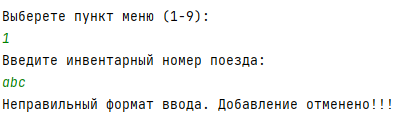 Выберете пункт меню (1-9):
1
Введите инвентарный номер поезда:
abc
Неправильный формат ввода. Добавление отменено!!!